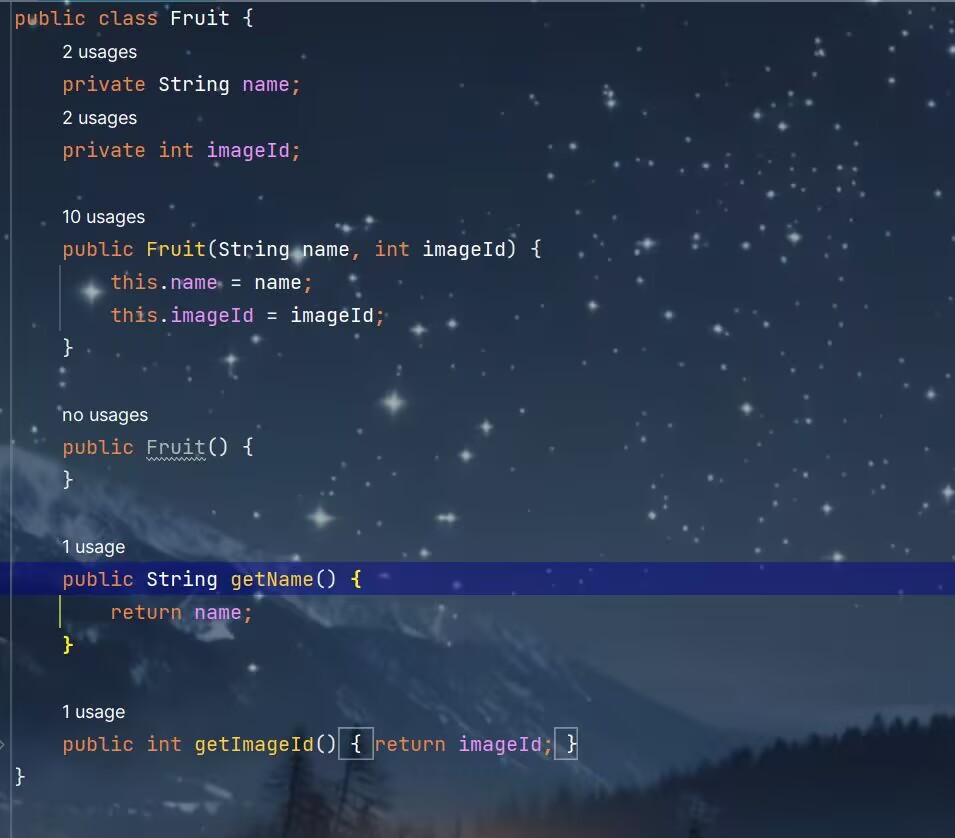 public class Fruit {
2 usages
private String name;
2 usages
private int imageId;
10 usages
public Fruit(String name, int imageId) {
this.name = name;
this.imageId = imageId;
}
no usages
public Fruit() {
}
1 usage
public String getName() {
return name;
}
1 usage
public int getImageId() { return imageId; }
}